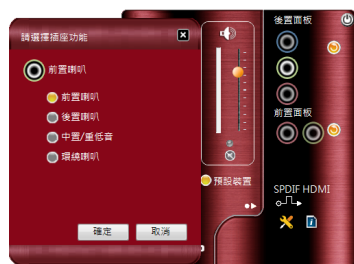 請選擇插座功能
前置喇叭
前置喇叭
後置喇叭
中置/重低音
環繞喇叭
確定
取消
預設裝置
後置面板
前置面板
SPDIF HDMI